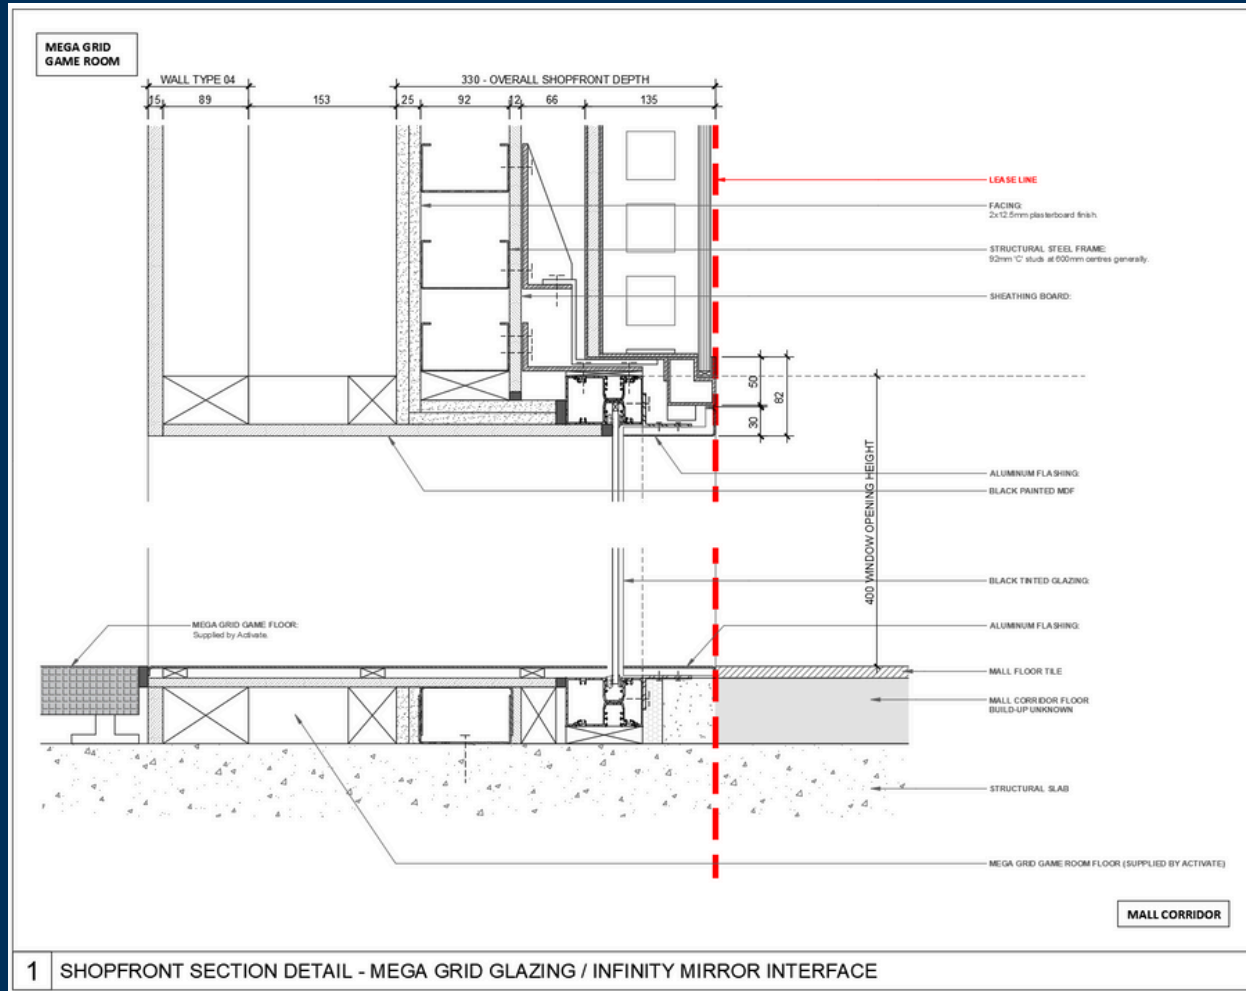 MEGA GRID
GAME ROOM
WALL TYPE 04
330 - OVERALL SHOPFRONT DEPTH
15
89
153
25
92
12
66
135
LEASE LINE
FACING:
2x12.5mm plasterboard finish.
STRUCTURAL STEEL FRAME:
92mm 'C' studs at 600mm centres generally.
SHEATHING BOARD:
50
82
30
400 WINDOW OPENING HEIGHT
ALUMINUM FLASHING:
BLACK PAINTED MDF
BLACK TINTED GLAZING:
MEGA GRID GAME FLOOR:
Supplied by Activate.
ALUMINUM FLASHING:
MALL FLOOR TILE
MALL CORRIDOR FLOOR
BUILD-UP UNKNOWN
STRUCTURAL SLAB
MEGA GRID GAME ROOM FLOOR (SUPPLIED BY ACTIVATE)
MALL CORRIDOR
1 SHOPFRONT SECTION DETAIL - MEGA GRID GLAZING / INFINITY MIRROR INTERFACE